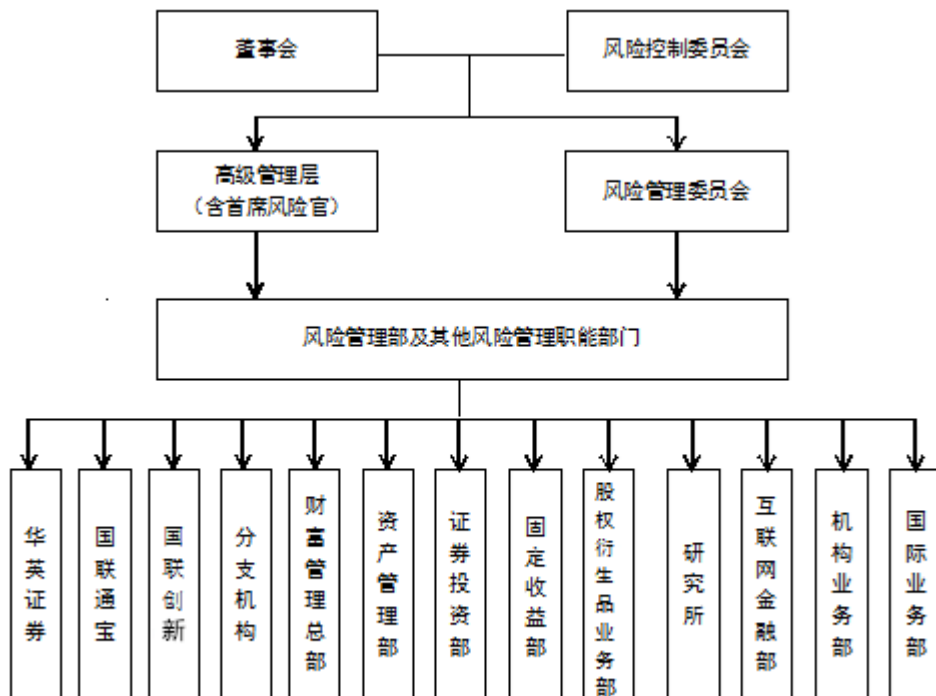 董事会
风险控制委员会
高级管理层
（含首席风险官）
风险管理委员会
风险管理部及其他风险管理职能部门
华英证券
国联通宝
国联创新
分支机构
财富管理总部
资产管理部
证券投资部
固定收益部
股权衍生品业务部
研究所
互联网金融部
机构业务部
国际业务部